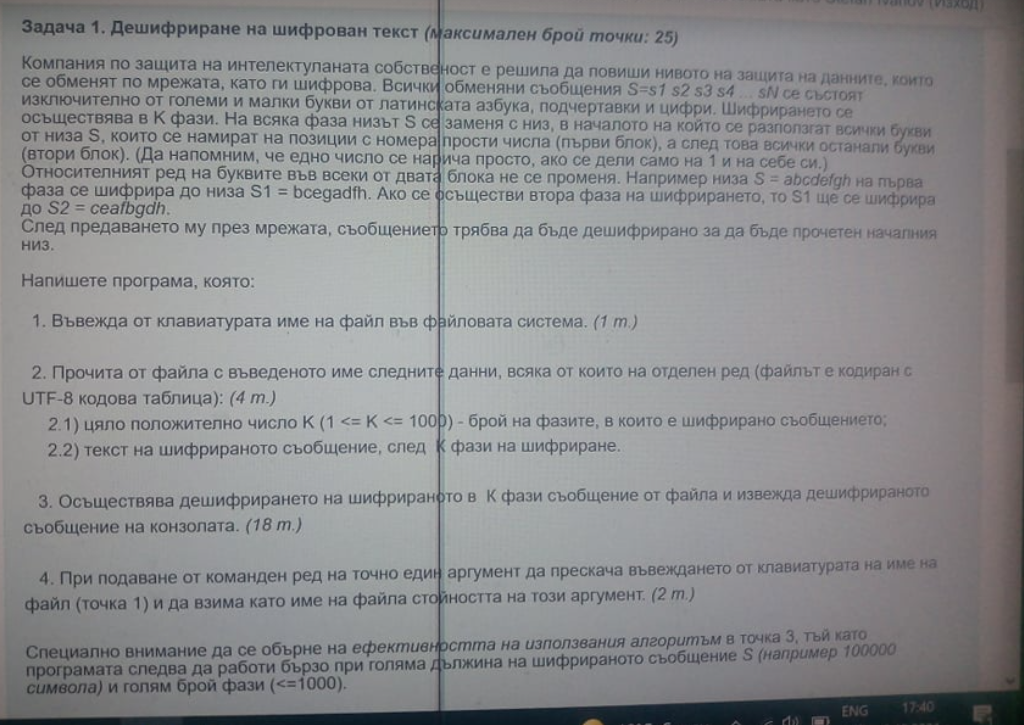 Задача 1. Дешифриране на шифрован текст (максимален брой точки: 25)
Компания по защита на интелектуланата собственост е решила да повиши нивото на защита на данните, които
се обменят по мрежата, като ги шифрова. Всички обменяни съобщения S=s1 s2 s3 s4 ... sN се състоят
изключително от големи и малки букви от латинската азбука, подчертавки и цифри. Шифрирането се
осъществява в K фази. На всяка фаза низът S се заменя с низ, в началото на който се разползгат всички букви
от низа S, които се намират на позиции с номера прости числа (първи блок), а след това всички останали букви
(втори блок). (Да напомним, че едно число се нарича просто, ако се дели само на 1 и на себе си.)
Относителният ред на буквите във всеки от двата блока не се променя. Например низа S = abcdefgh на първа
фаза се шифрира до низа S1 = bcegadfh. Ако се осъществи втора фаза на шифрирането, то S1 ще се шифрира
до S2 = ceafbgdh.
След предаването му през мрежата, съобщението трябва да бъде дешифрирано за да бъде прочетен началния
низ.
Напишете програма, която:
1. Въвежда от клавиатурата име на файл във файловата система. (1 т.)
2. Прочита от файла с въведеното име следните данни, всяка от които на отделен ред (файлът е кодиран с
UTF-8 кодова таблица): (4 т.)
2.1) цяло положително число K (1 <= K <= 1000) - брой на фазите, в които е шифрирано съобщението;
2.2) текст на шифрираното съобщение, след K фази на шифриране.
3. Осъществява дешифрирането на шифрираното в K фази съобщение от файла и извежда дешифрираното
съобщение на конзолата. (18 т.)
4. При подаване от команден ред на точно един аргумент да прескача въвеждането от клавиатурата на име на
файл (точка 1) и да взима като име на файла стойността на този аргумент. (2 т.)
Специално внимание да се обърне на ефективността на използвания алгоритъм в точка 3, тъй като
програмата следва да работи бързо при голяма дължина на шифрираното съобщение S (например 100000
символа) и голям брой фази (<=1000).
ENG
17:40